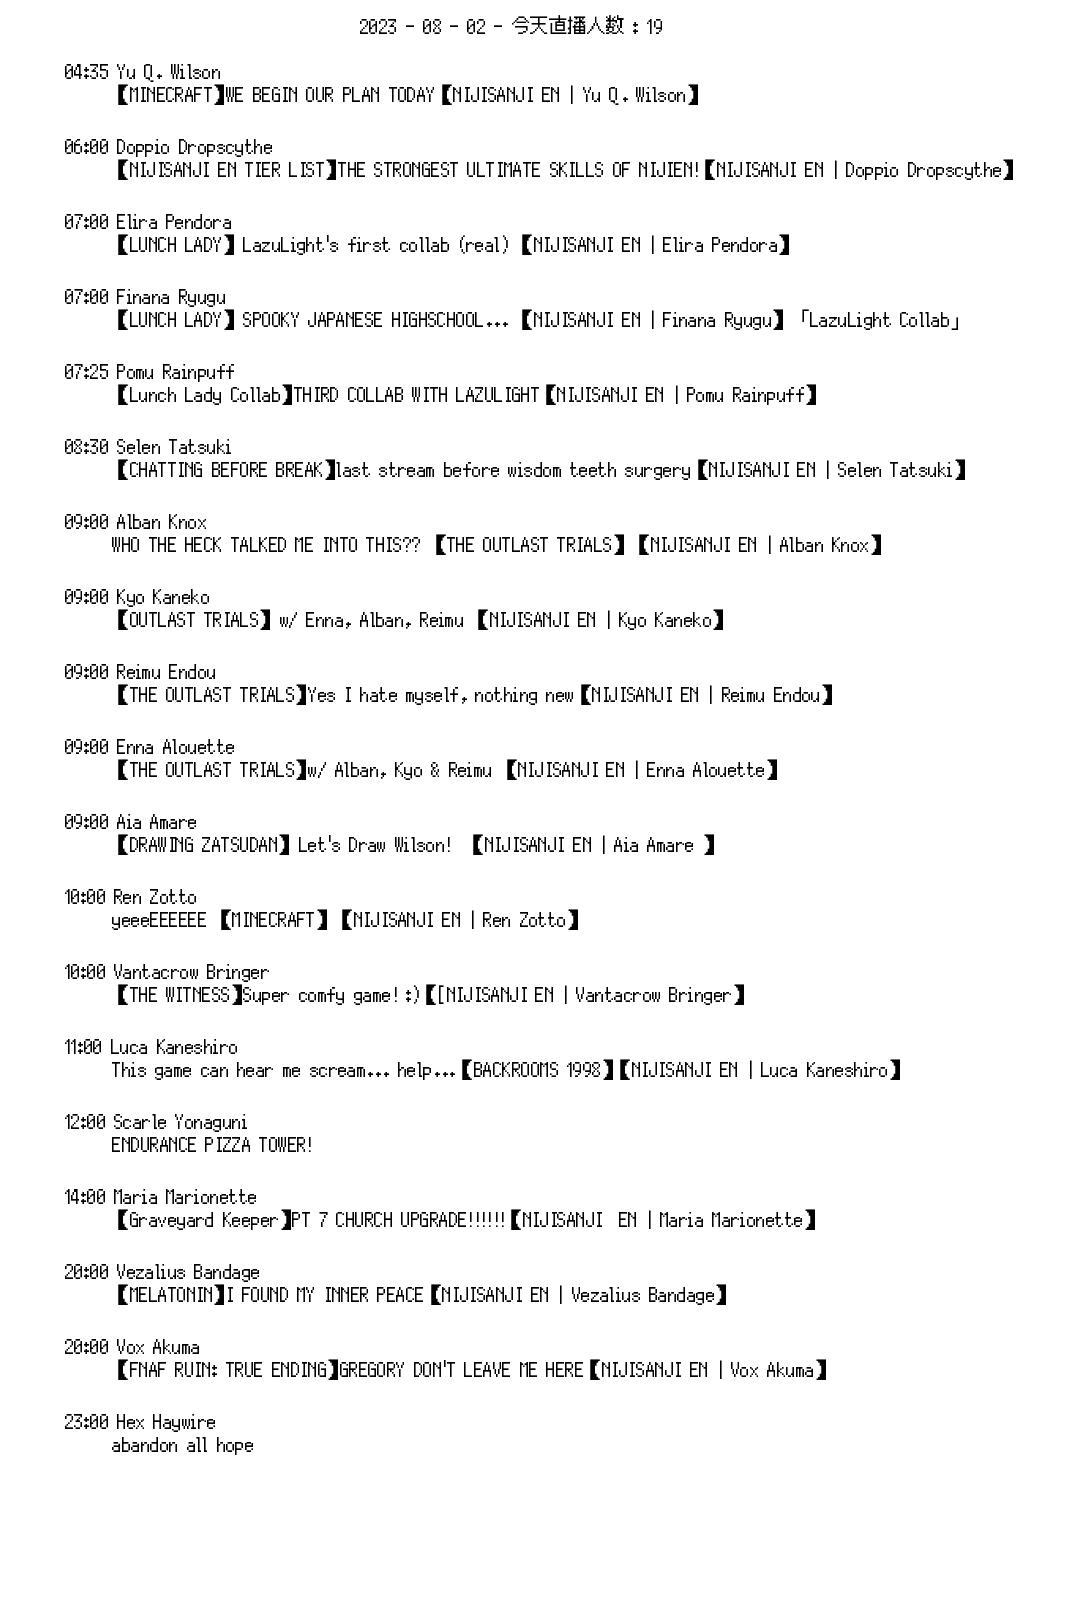 2023 - 08 - 02 - 今天直播人数 : 19
04:35 Yu Q. Wilson
【MINECRAFT】WE BEGIN OUR PLAN TODAY【NIJISANJI EN | Yu Q. Wilson】
06:00 Doppio Dropscythe
【NIJISANJI EN TIER LIST】THE STRONGEST ULTIMATE SKILLS OF NIJIEN!【NIJISANJI EN | Doppio Dropscythe】
07:00 Elira Pendora
【LUNCH LADY】 LazuLight's first collab (real) 【NIJISANJI EN | Elira Pendora】
07:00 Finana Ryugu
【LUNCH LADY】 SPOOKY JAPANESE HIGHSCHOOL... 【NIJISANJI EN | Finana Ryugu】「LazuLight Collab」
07:25 Pomu Rainpuff
【Lunch Lady Collab】THIRD COLLAB WITH LAZULIGHT【NIJISANJI EN | Pomu Rainpuff】
08:30 Selen Tatsuki
【CHATTING BEFORE BREAK】last stream before wisdom teeth surgery【NIJISANJI EN | Selen Tatsuki】
09:00 Alban Knox
WHO THE HECK TALKED ME INTO THIS?? 【THE OUTLAST TRIALS】 【NIJISANJI EN | Alban Knox】
09:00 Kyo Kaneko
【OUTLAST TRIALS】 w/ Enna, Alban, Reimu 【NIJISANJI EN | Kyo Kaneko】
09:00 Reimu Endou
【THE OUTLAST TRIALS】Yes I hate myself, nothing new【NIJISANJI EN | Reimu Endou】
09:00 Enna Alouette
【THE OUTLAST TRIALS】w/ Alban, Kyo & Reimu 【NIJISANJI EN | Enna Alouette】
09:00 Aia Amare
【DRAWING ZATSUDAN】 Let's Draw Wilson! 【NIJISANJI EN | Aia Amare 】
10:00 Ren Zotto
yeeeEEEEEE 【MINECRAFT】 【NIJISANJI EN | Ren Zotto】
10:00 Vantacrow Bringer
【THE WITNESS】Super comfy game! :)【[NIJISANJI EN | Vantacrow Bringer】
11:00 Luca Kaneshiro
This game can hear me scream... help...【BACKROOMS 1998】【NIJISANJI EN | Luca Kaneshiro】
12:00 Scarle Yonaguni
ENDURANCE PIZZA TOWER!
14:00 Maria Marionette
【Graveyard Keeper】PT 7 CHURCH UPGRADE!!!!!!【NIJISANJI  EN | Maria Marionette】
20:00 Vezalius Bandage
【MELATONIN】I FOUND MY INNER PEACE【NIJISANJI EN | Vezalius Bandage】
20:00 Vox Akuma
【FNAF RUIN: TRUE ENDING】GREGORY DON'T LEAVE ME HERE【NIJISANJI EN | Vox Akuma】
23:00 Hex Haywire
abandon all hope